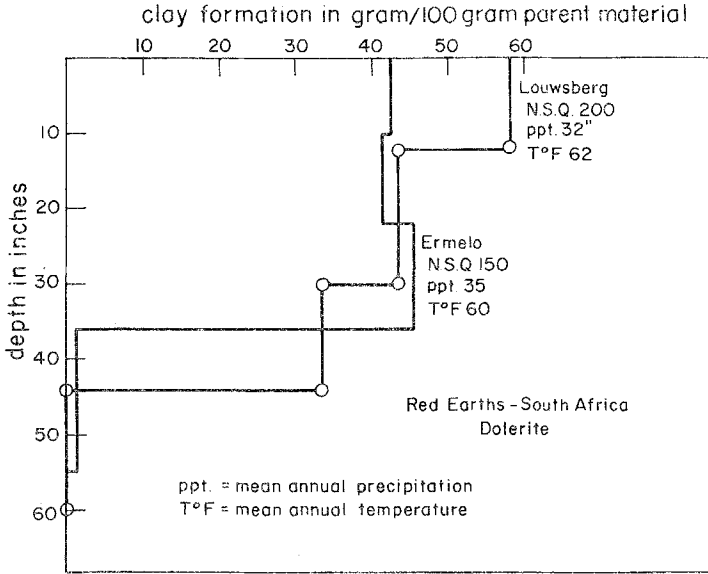 clay formation in gram/100 gram parent material
10 20 30 40 50 60
Louwsberg
N.S.Q. 200
ppt. 32"
T°F 62
10
20
30
40
50
60
depth in inches
Ermelo
N.S.Q 150
ppt. 35
T°F 60
Red Earths - South Africa
Dolerite
ppt. = mean annual precipitation
T°F = mean annual temperature